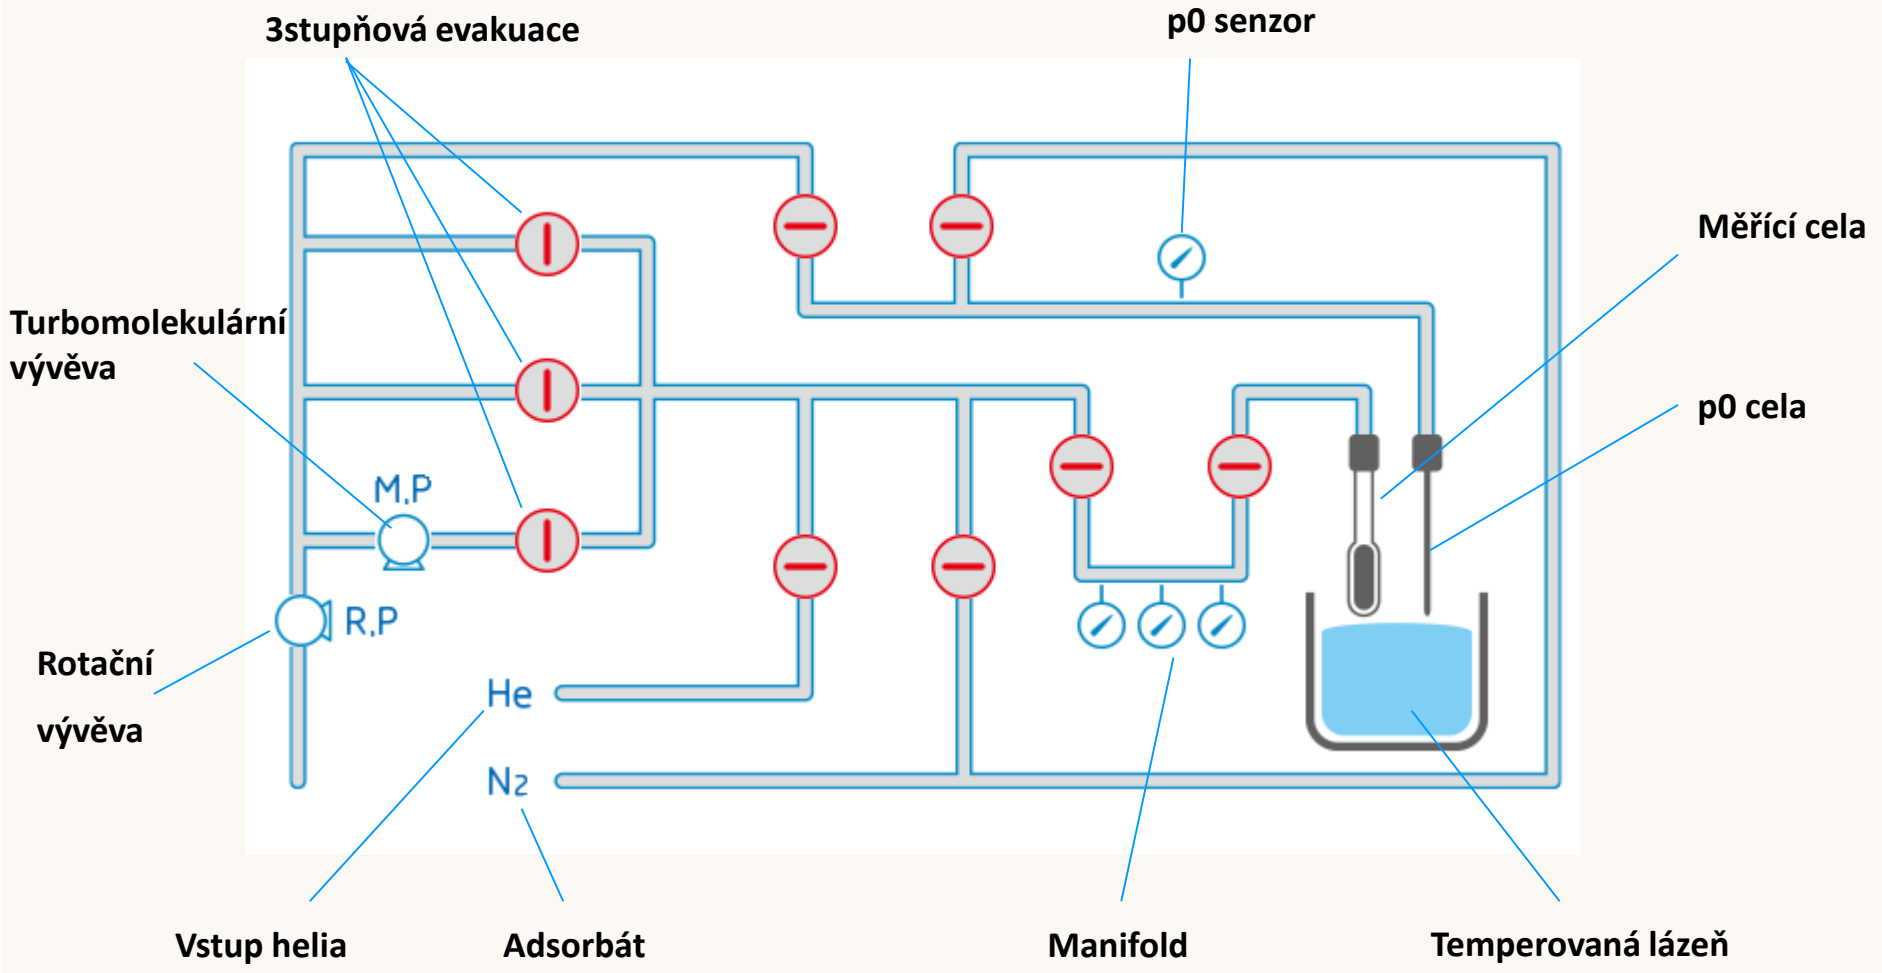 3stupňová evakuace
p0 senzor
Měřící cela
Turbomolekulární
vývěva
p0 cela
M,P
R,P
Rotační
vývěva
He
N2
Vstup helia
Adsorbát
Manifold
Temperovaná lázeň